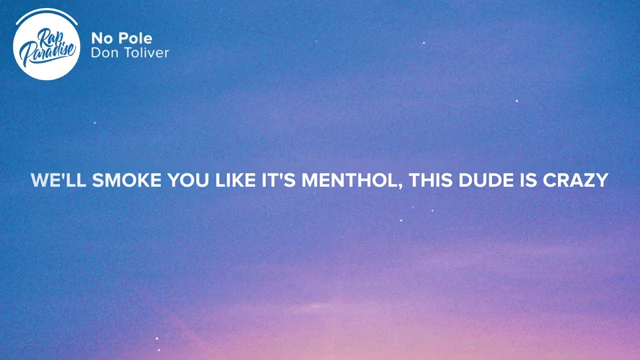 Rap
Paradise
No Pole
Don Toliver
WE'LL SMOKE YOU LIKE IT'S MENTHOL, THIS DUDE IS CRAZY